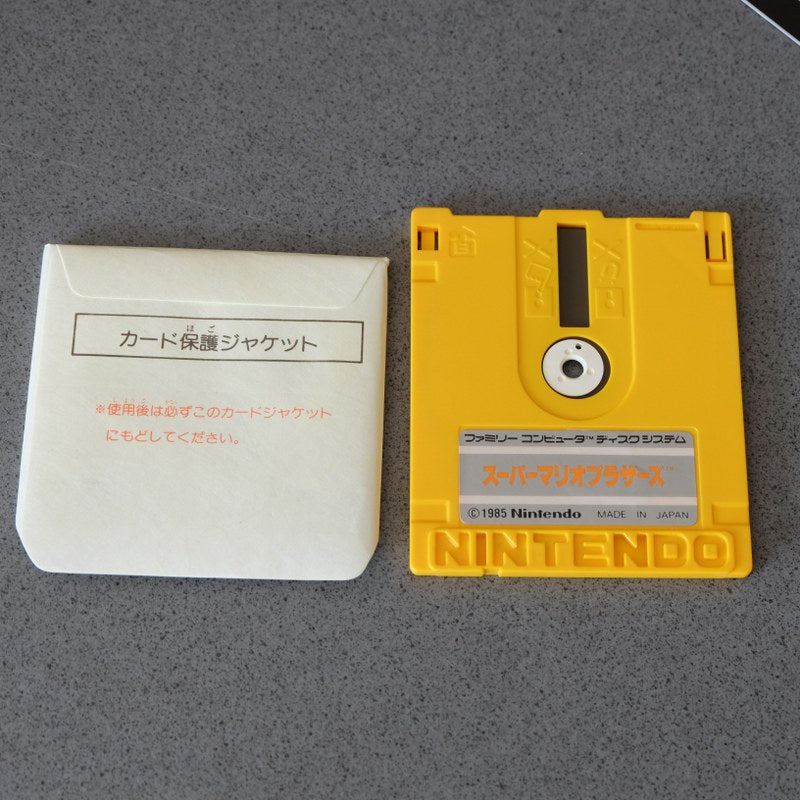 カード保護ジャケット
※使用後は必ずこのカードジャケット
にもどしてください。
ファミリー コンピュータ™ ディスクシステム
スーパーマリオブラザーズ™
©1985 Nintendo MADE IN JAPAN
NINTENDO